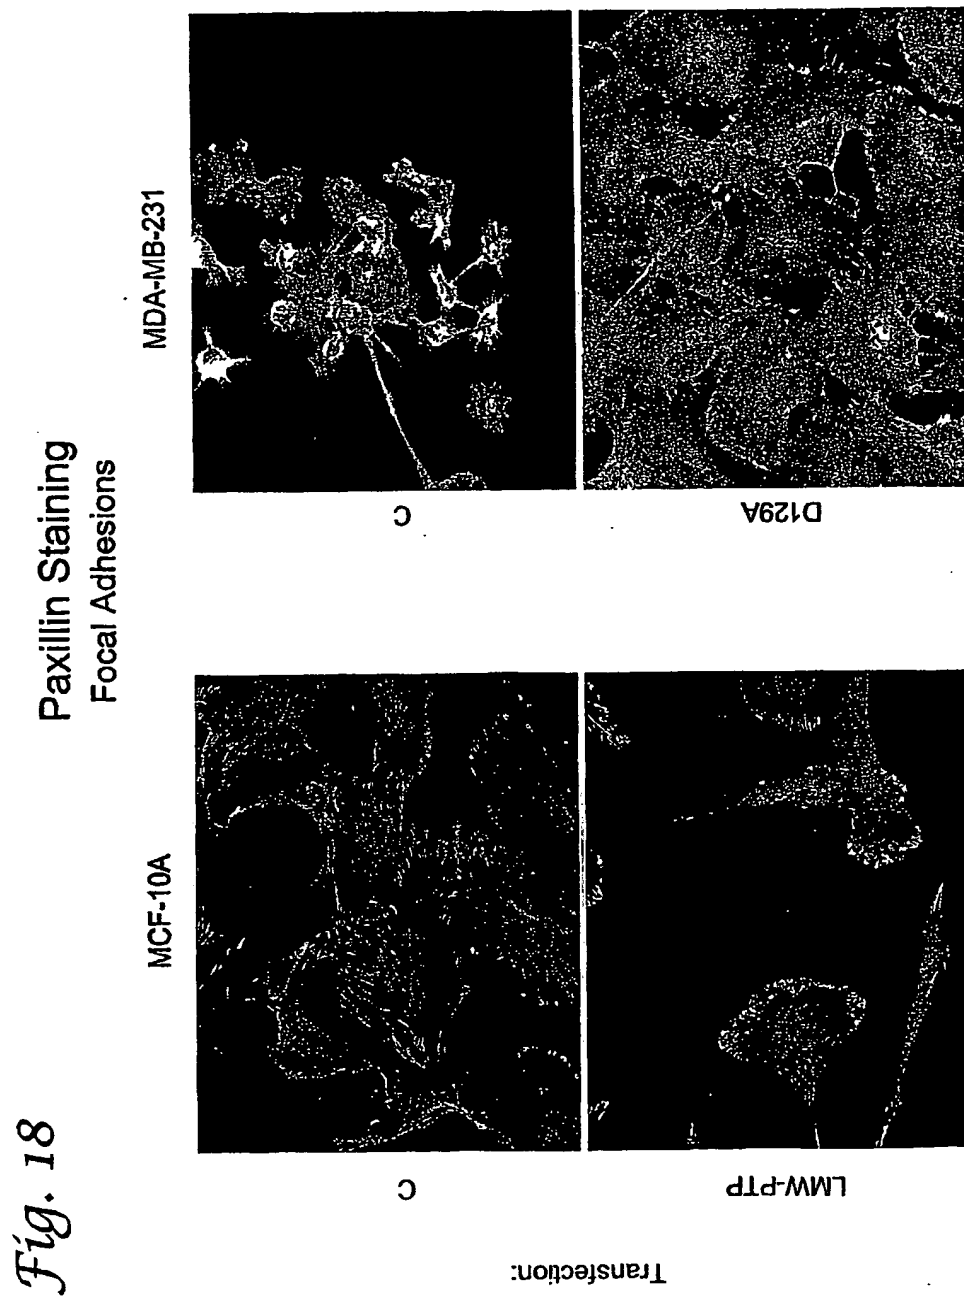 Fig. 18
Paxillin Staining
Focal Adhesions
MCF-10A
MDA-MB-231
Transfection:
C
C
LMW-PTP
D129A